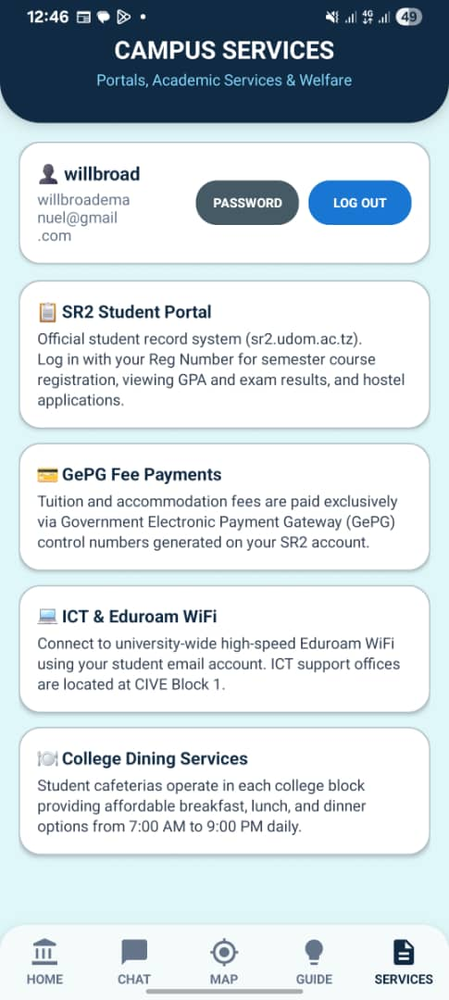 12:46
4G
49
CAMPUS SERVICES
Portals, Academic Services & Welfare
willbroad
willbroadema
nuel@gmail
.com
PASSWORD
LOG OUT
SR2 Student Portal
Official student record system (sr2.udom.ac.tz).
Log in with your Reg Number for semester course
registration, viewing GPA and exam results, and hostel
applications.
GePG Fee Payments
Tuition and accommodation fees are paid exclusively
via Government Electronic Payment Gateway (GePG)
control numbers generated on your SR2 account.
ICT & Eduroam WiFi
Connect to university-wide high-speed Eduroam WiFi
using your student email account. ICT support offices
are located at CIVE Block 1.
College Dining Services
Student cafeterias operate in each college block
providing affordable breakfast, lunch, and dinner
options from 7:00 AM to 9:00 PM daily.
HOME
CHAT
MAP
GUIDE
SERVICES